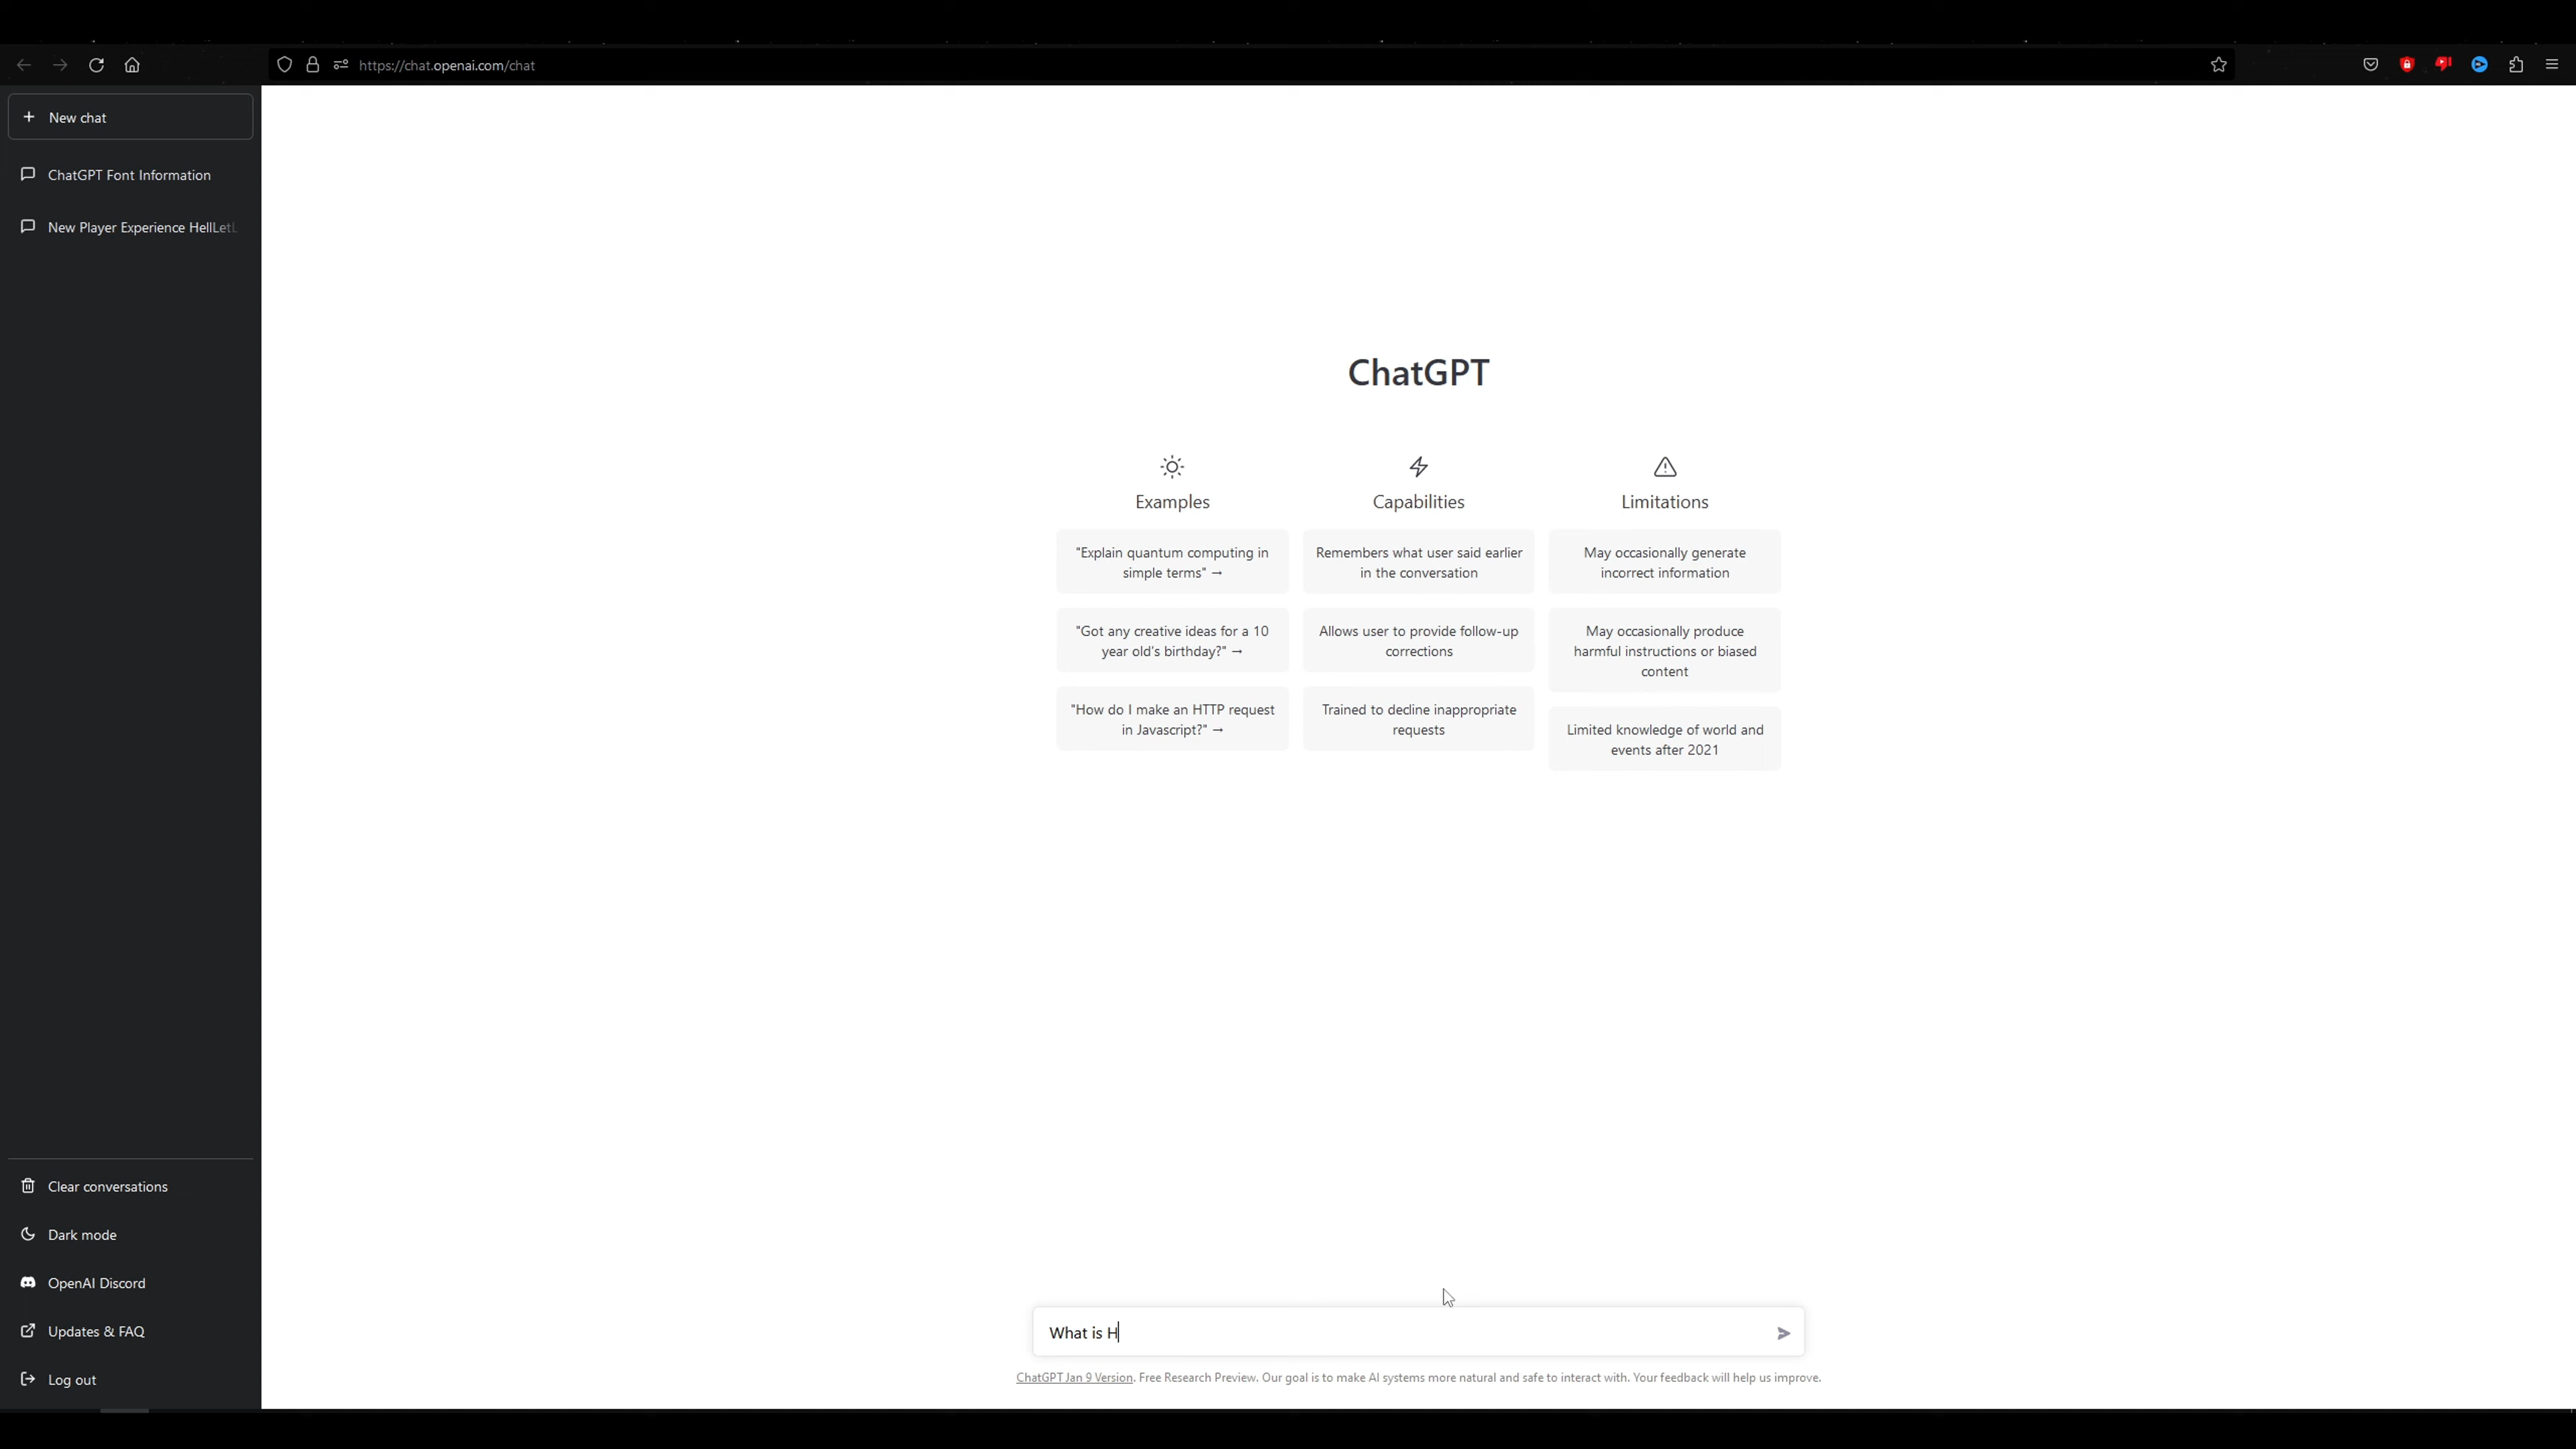 https://chat.openai.com/chat
New chat
ChatGPT Font Information
New Player Experience HellLetL
Clear conversations
Dark mode
OpenAI Discord
Updates & FAQ
Log out
ChatGPT
Examples
"Explain quantum computing in
simple terms" →
"Got any creative ideas for a 10
year old's birthday?" →
"How do I make an HTTP request
in Javascript?" →
Capabilities
Remembers what user said earlier
in the conversation
Allows user to provide follow-up
corrections
Trained to decline inappropriate
requests
Limitations
May occasionally generate
incorrect information
May occasionally produce
harmful instructions or biased
content
Limited knowledge of world and
events after 2021
What is H
ChatGPT Jan 9 Version. Free Research Preview. Our goal is to make AI systems more natural and safe to interact with. Your feedback will help us improve.